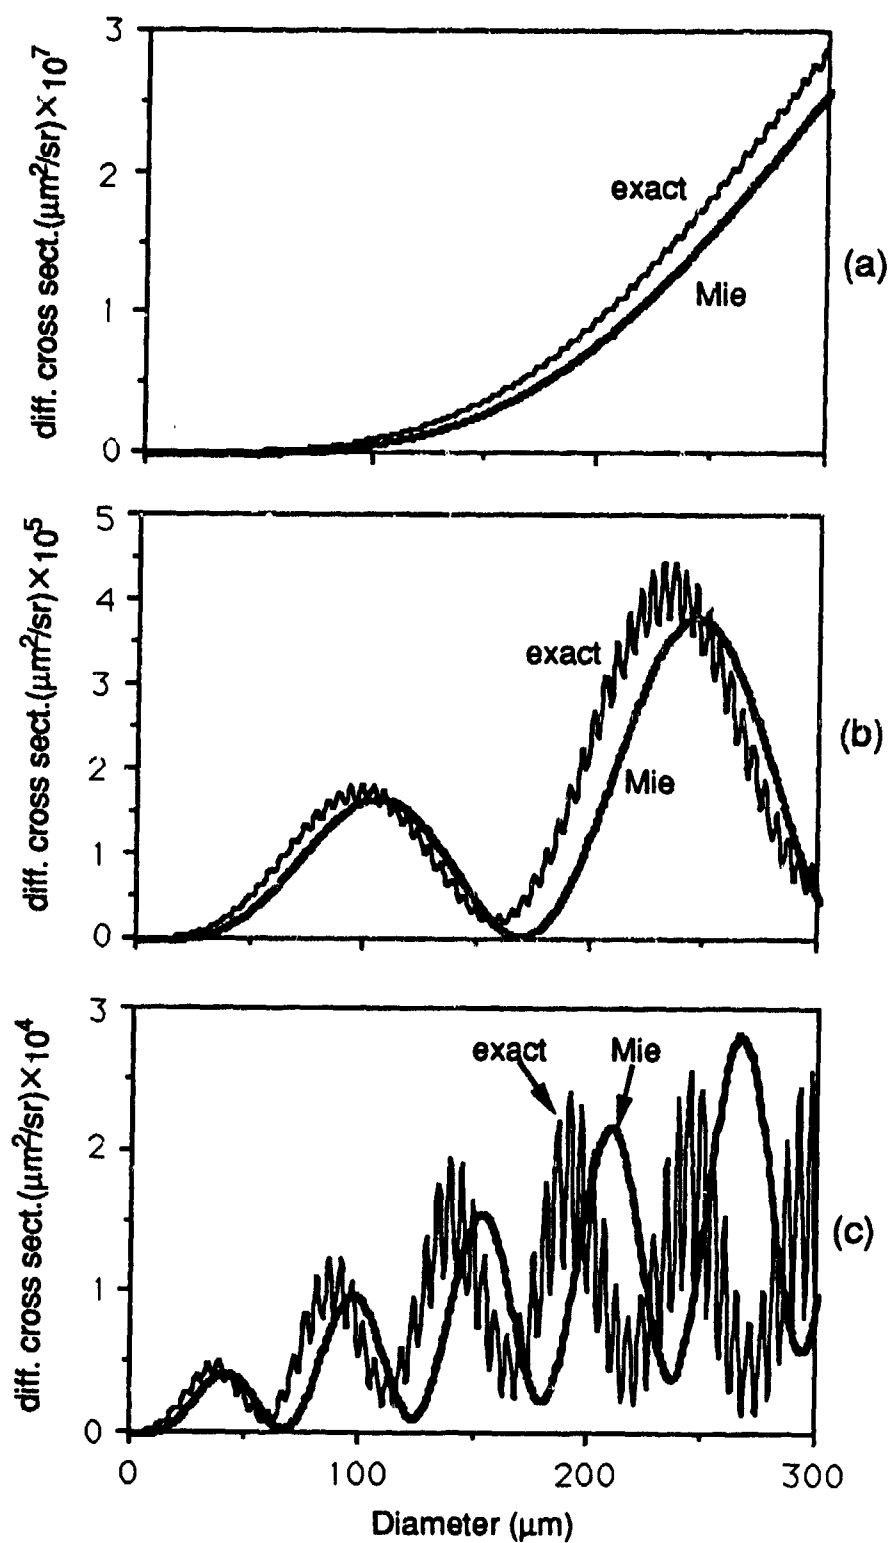 3
2
1
0
diff. cross sect.(μm²/sr)×10⁷
exact
Mie
(a)
5
4
3
2
1
0
diff. cross sect.(μm²/sr)×10⁵
exact
Mie
(b)
3
2
1
0
diff. cross sect.(μm²/sr)×10⁴
exact
Mie
(c)
0 100 200 300
Diameter (μm)